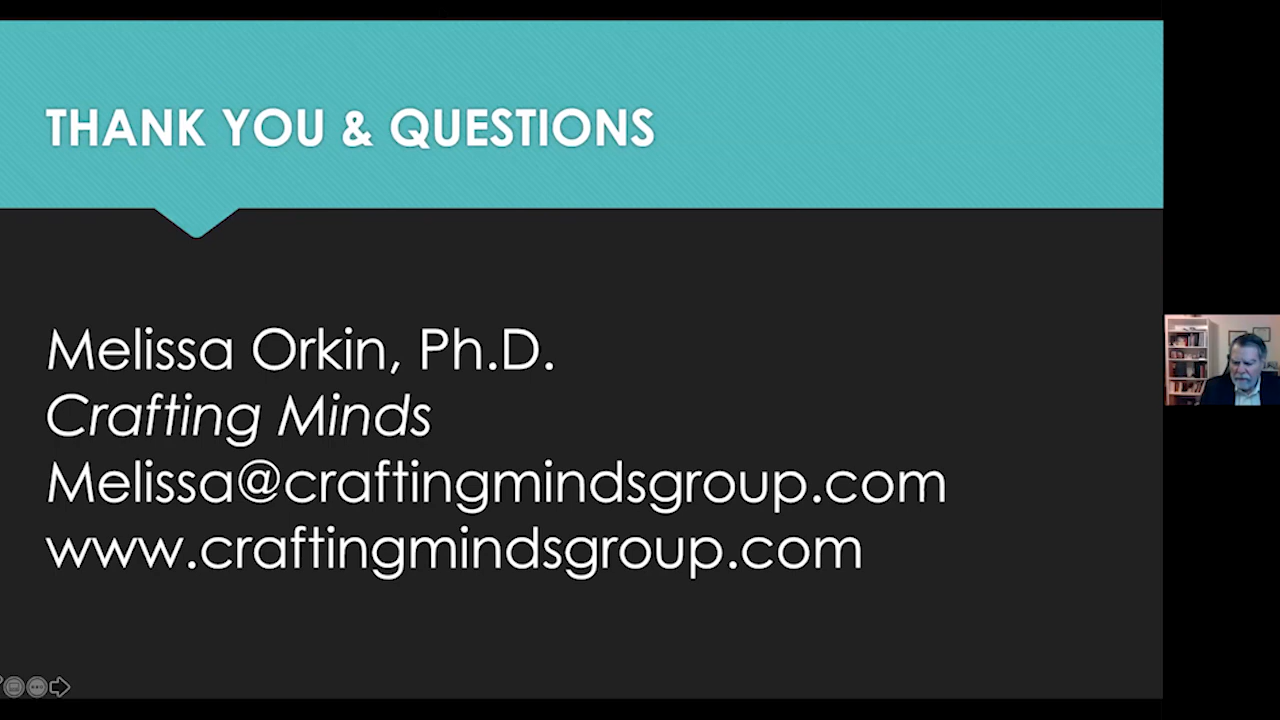 THANK YOU & QUESTIONS
Melissa Orkin, Ph.D.
Crafting Minds
Melissa@craftingmindsgroup.com
www.craftingmindsgroup.com